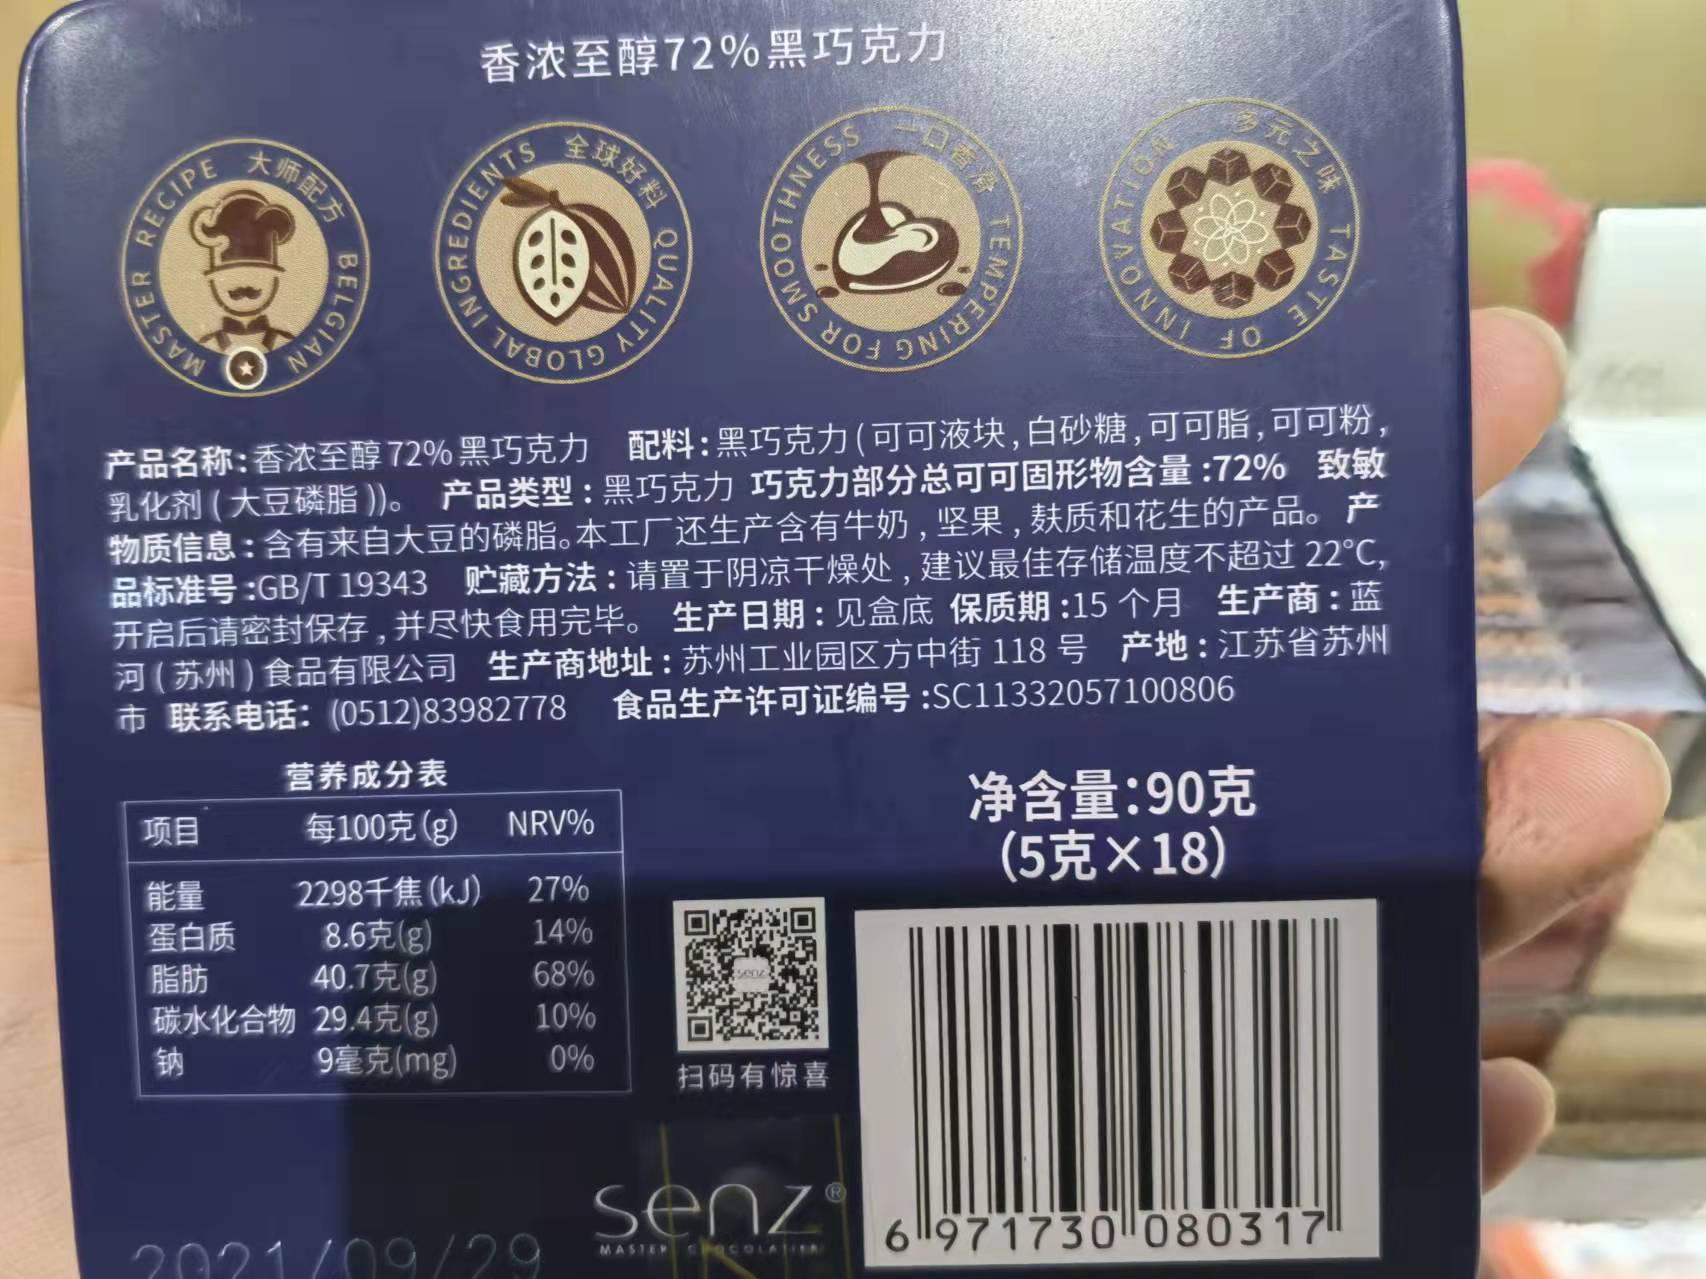 香浓至醇72%黑巧克力
大师配方 BELGIAN MASTER RECIPE
全球好料 QUALITY GLOBAL INGREDIENTS
一口香滑 TEMPERING FOR SMOOTHNESS
多元之味 TASTE OF INNOVATION
产品名称:香浓至醇72%黑巧克力 配料:黑巧克力(可可液块,白砂糖,可可脂,可可粉,
乳化剂(大豆磷脂))。 产品类型:黑巧克力 巧克力部分总可可固形物含量:72% 致敏
物质信息:含有来自大豆的磷脂。本工厂还生产含有牛奶,坚果,麸质和花生的产品。 产
品标准号:GB/T 19343 贮藏方法:请置于阴凉干燥处,建议最佳存储温度不超过22℃,
开启后请密封保存,并尽快食用完毕。 生产日期:见盒底 保质期:15个月 生产商:蓝
河(苏州)食品有限公司 生产商地址:苏州工业园区方中街118号 产地:江苏省苏州
市 联系电话:(0512)83982778 食品生产许可证编号:SC11332057100806
营养成分表
项目 每100克(g) NRV%
能量 2298千焦(kJ) 27%
蛋白质 8.6克(g) 14%
脂肪 40.7克(g) 68%
碳水化合物 29.4克(g) 10%
钠 9毫克(mg) 0%
净含量:90克
(5克×18)
senz
扫码有惊喜
senz®
MASTER CHOCOLATIER
6 971730 080317
2021/09/29